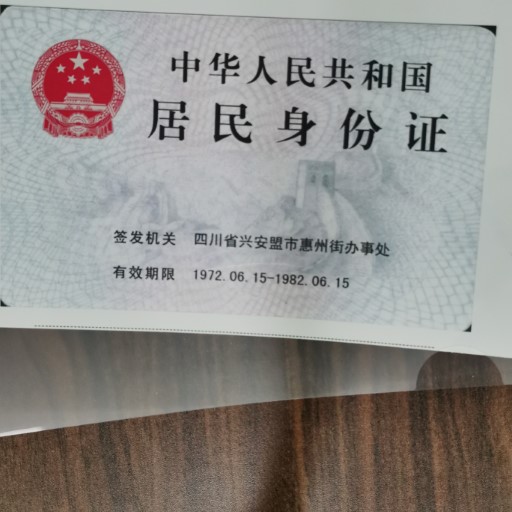 中华人民共和国
居民身份证
签发机关 四川省兴安盟市惠州街办事处
有效期限 1972.06.15-1982.06.15